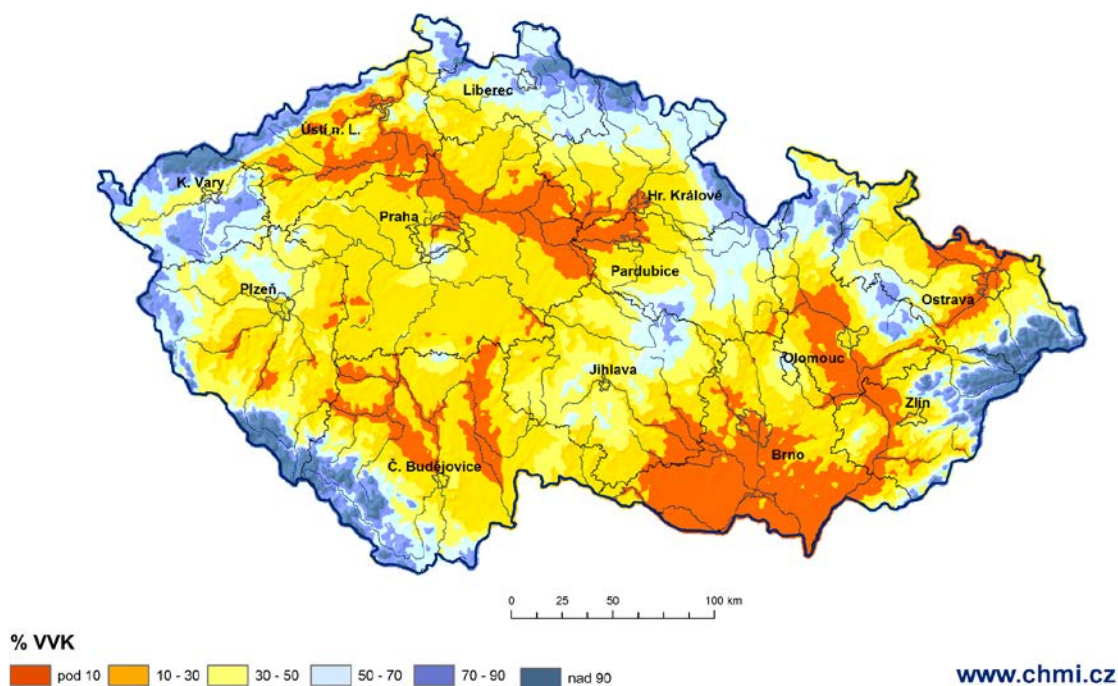 Liberec
Ústí n. L.
K. Vary
Hr. Králové
Praha
Pardubice
Plzeň
Ostrava
Olomouc
Jihlava
Zlín
Brno
Č. Budějovice
0 25 50 100 km
% VVK
pod 10 10 - 30 30 - 50 50 - 70 70 - 90 nad 90
www.chmi.cz